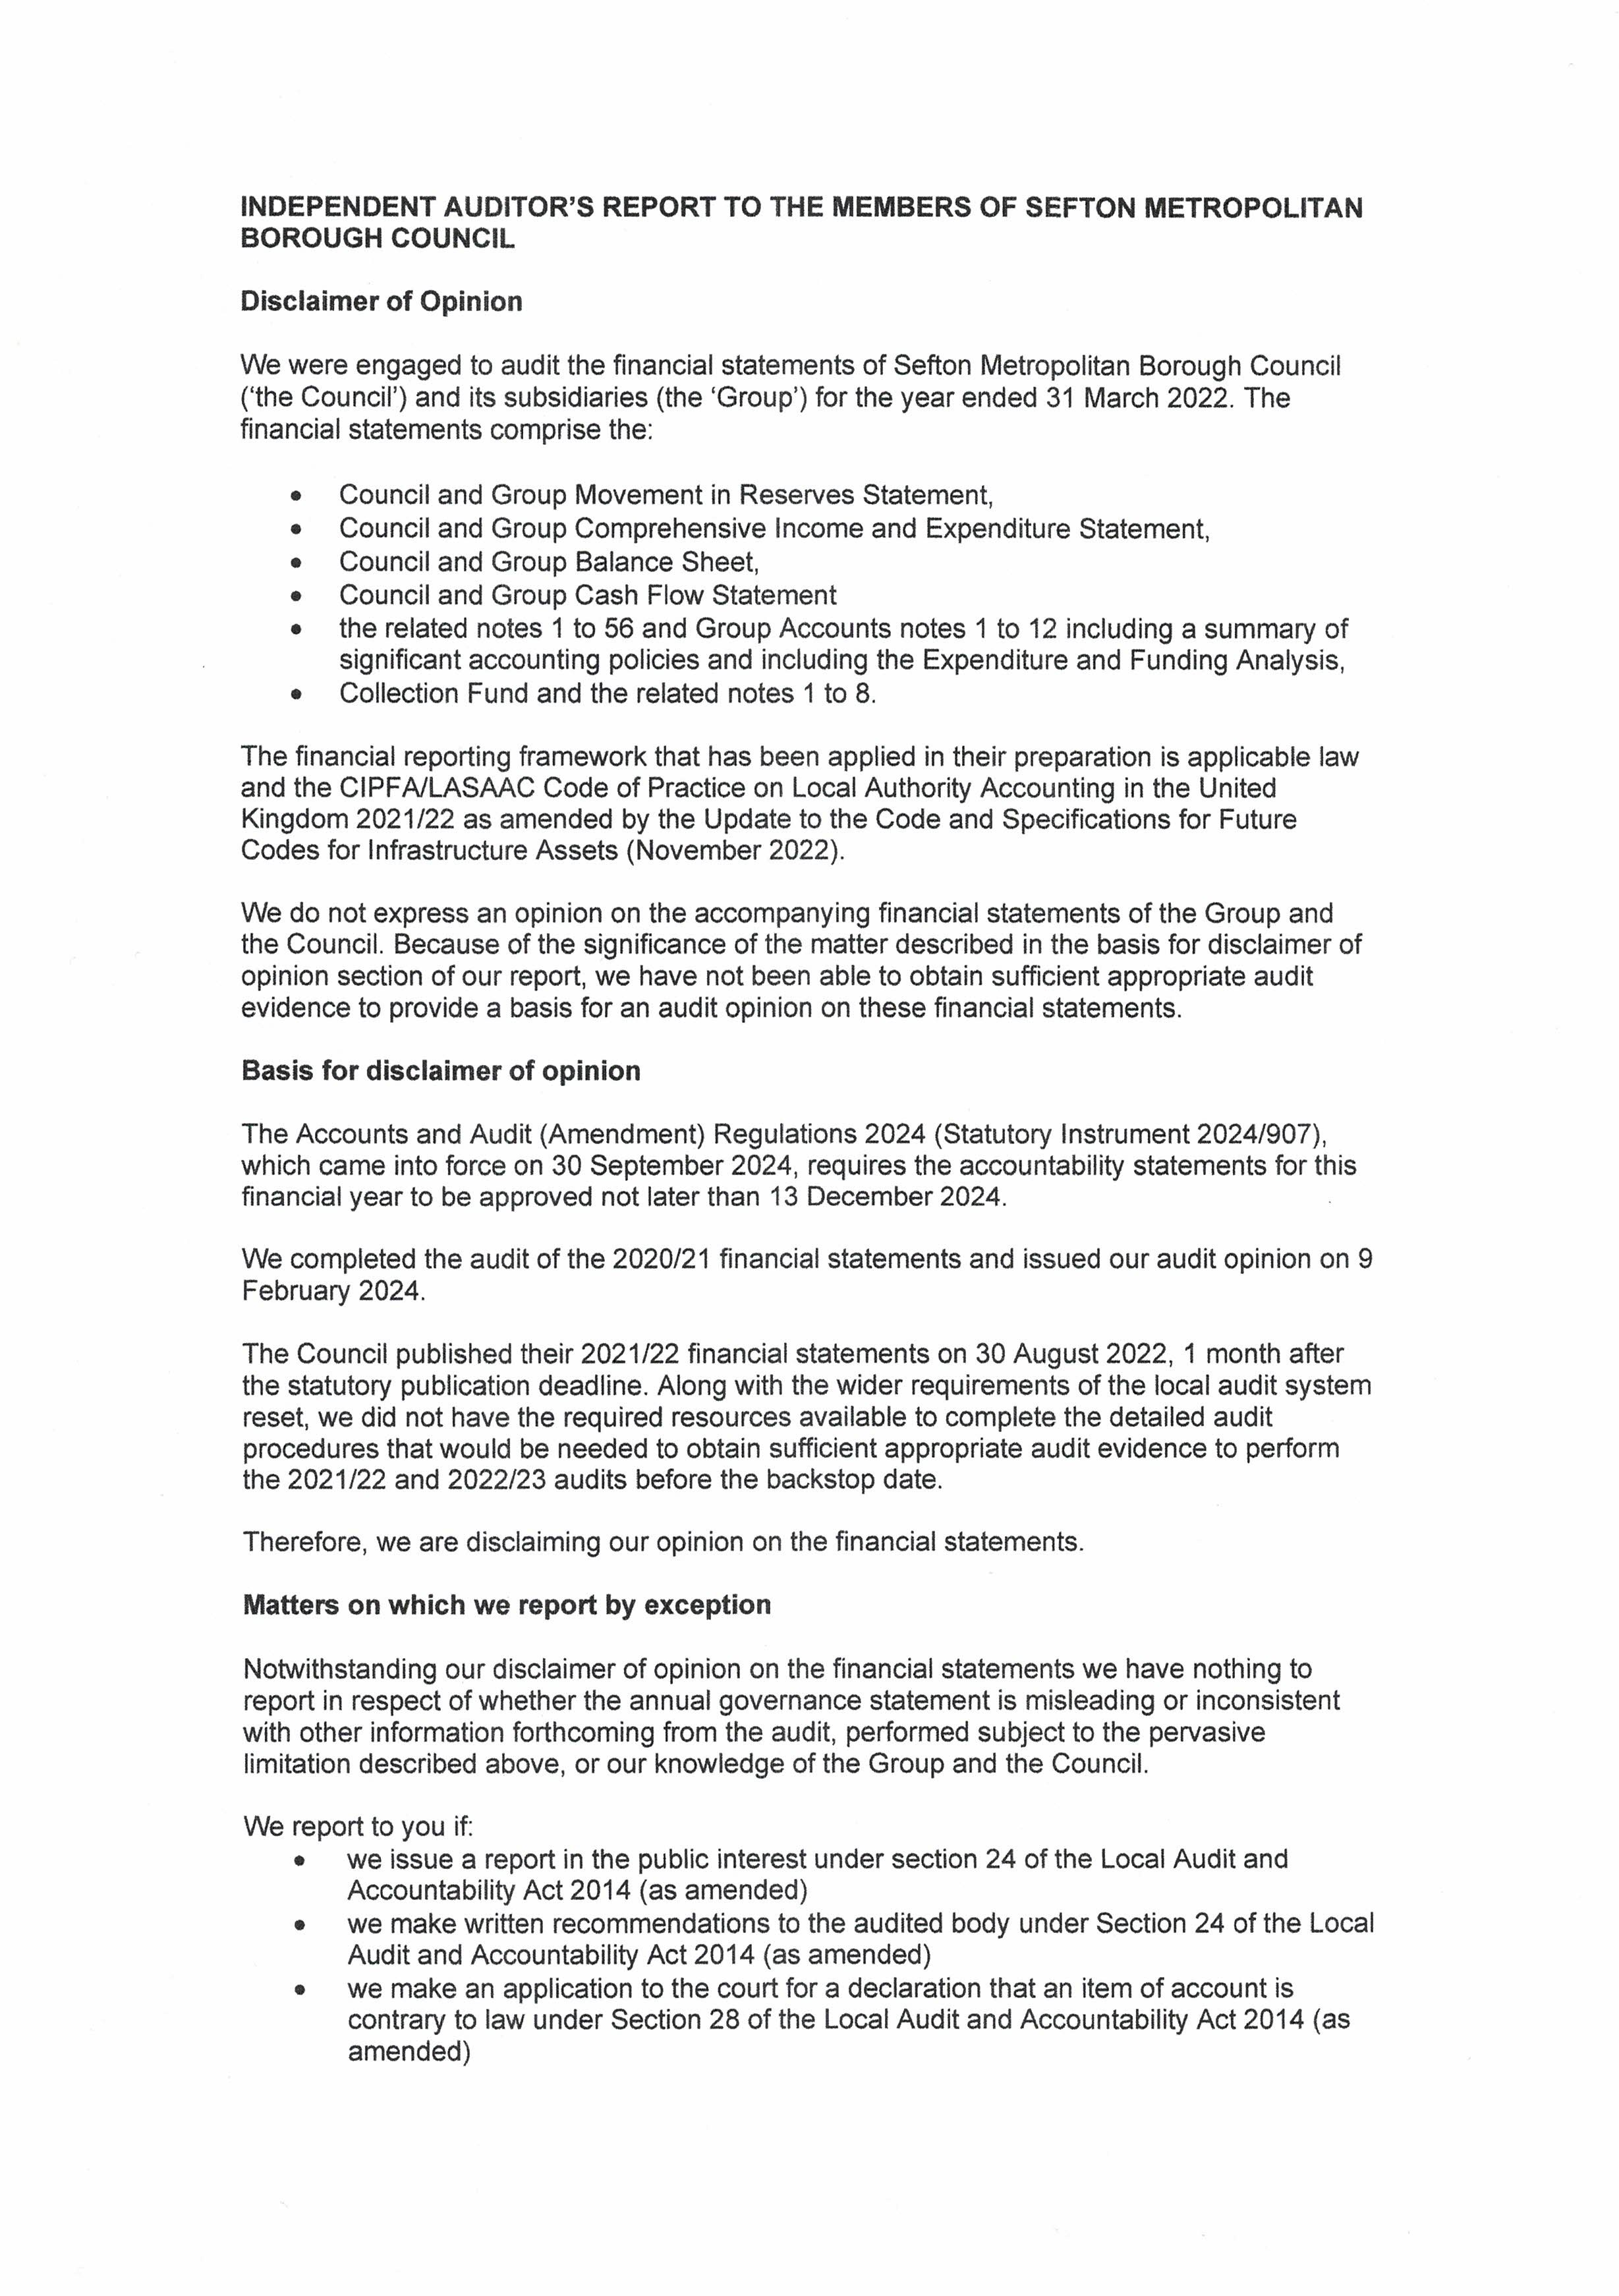 INDEPENDENT AUDITOR'S REPORT TO THE MEMBERS OF SEFTON METROPOLITAN
BOROUGH COUNCIL
Disclaimer of Opinion
We were engaged to audit the financial statements of Sefton Metropolitan Borough Council
('the Council') and its subsidiaries (the 'Group') for the year ended 31 March 2022. The
financial statements comprise the:
• Council and Group Movement in Reserves Statement,
• Council and Group Comprehensive Income and Expenditure Statement,
• Council and Group Balance Sheet,
• Council and Group Cash Flow Statement
• the related notes 1 to 56 and Group Accounts notes 1 to 12 including a summary of
significant accounting policies and including the Expenditure and Funding Analysis,
• Collection Fund and the related notes 1 to 8.
The financial reporting framework that has been applied in their preparation is applicable law
and the CIPFA/LASAAC Code of Practice on Local Authority Accounting in the United
Kingdom 2021/22 as amended by the Update to the Code and Specifications for Future
Codes for Infrastructure Assets (November 2022).
We do not express an opinion on the accompanying financial statements of the Group and
the Council. Because of the significance of the matter described in the basis for disclaimer of
opinion section of our report, we have not been able to obtain sufficient appropriate audit
evidence to provide a basis for an audit opinion on these financial statements.
Basis for disclaimer of opinion
The Accounts and Audit (Amendment) Regulations 2024 (Statutory Instrument 2024/907),
which came into force on 30 September 2024, requires the accountability statements for this
financial year to be approved not later than 13 December 2024.
We completed the audit of the 2020/21 financial statements and issued our audit opinion on 9
February 2024.
The Council published their 2021/22 financial statements on 30 August 2022, 1 month after
the statutory publication deadline. Along with the wider requirements of the local audit system
reset, we did not have the required resources available to complete the detailed audit
procedures that would be needed to obtain sufficient appropriate audit evidence to perform
the 2021/22 and 2022/23 audits before the backstop date.
Therefore, we are disclaiming our opinion on the financial statements.
Matters on which we report by exception
Notwithstanding our disclaimer of opinion on the financial statements we have nothing to
report in respect of whether the annual governance statement is misleading or inconsistent
with other information forthcoming from the audit, performed subject to the pervasive
limitation described above, or our knowledge of the Group and the Council.
We report to you if:
• we issue a report in the public interest under section 24 of the Local Audit and
Accountability Act 2014 (as amended)
• we make written recommendations to the audited body under Section 24 of the Local
Audit and Accountability Act 2014 (as amended)
• we make an application to the court for a declaration that an item of account is
contrary to law under Section 28 of the Local Audit and Accountability Act 2014 (as
amended)